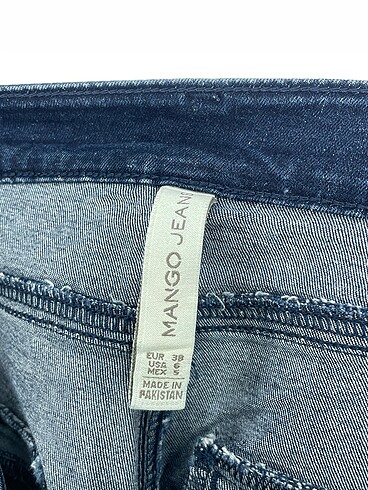 MANGO JEANS
EUR 38
USA 6
MEX 5
MADE IN
PAKISTAN